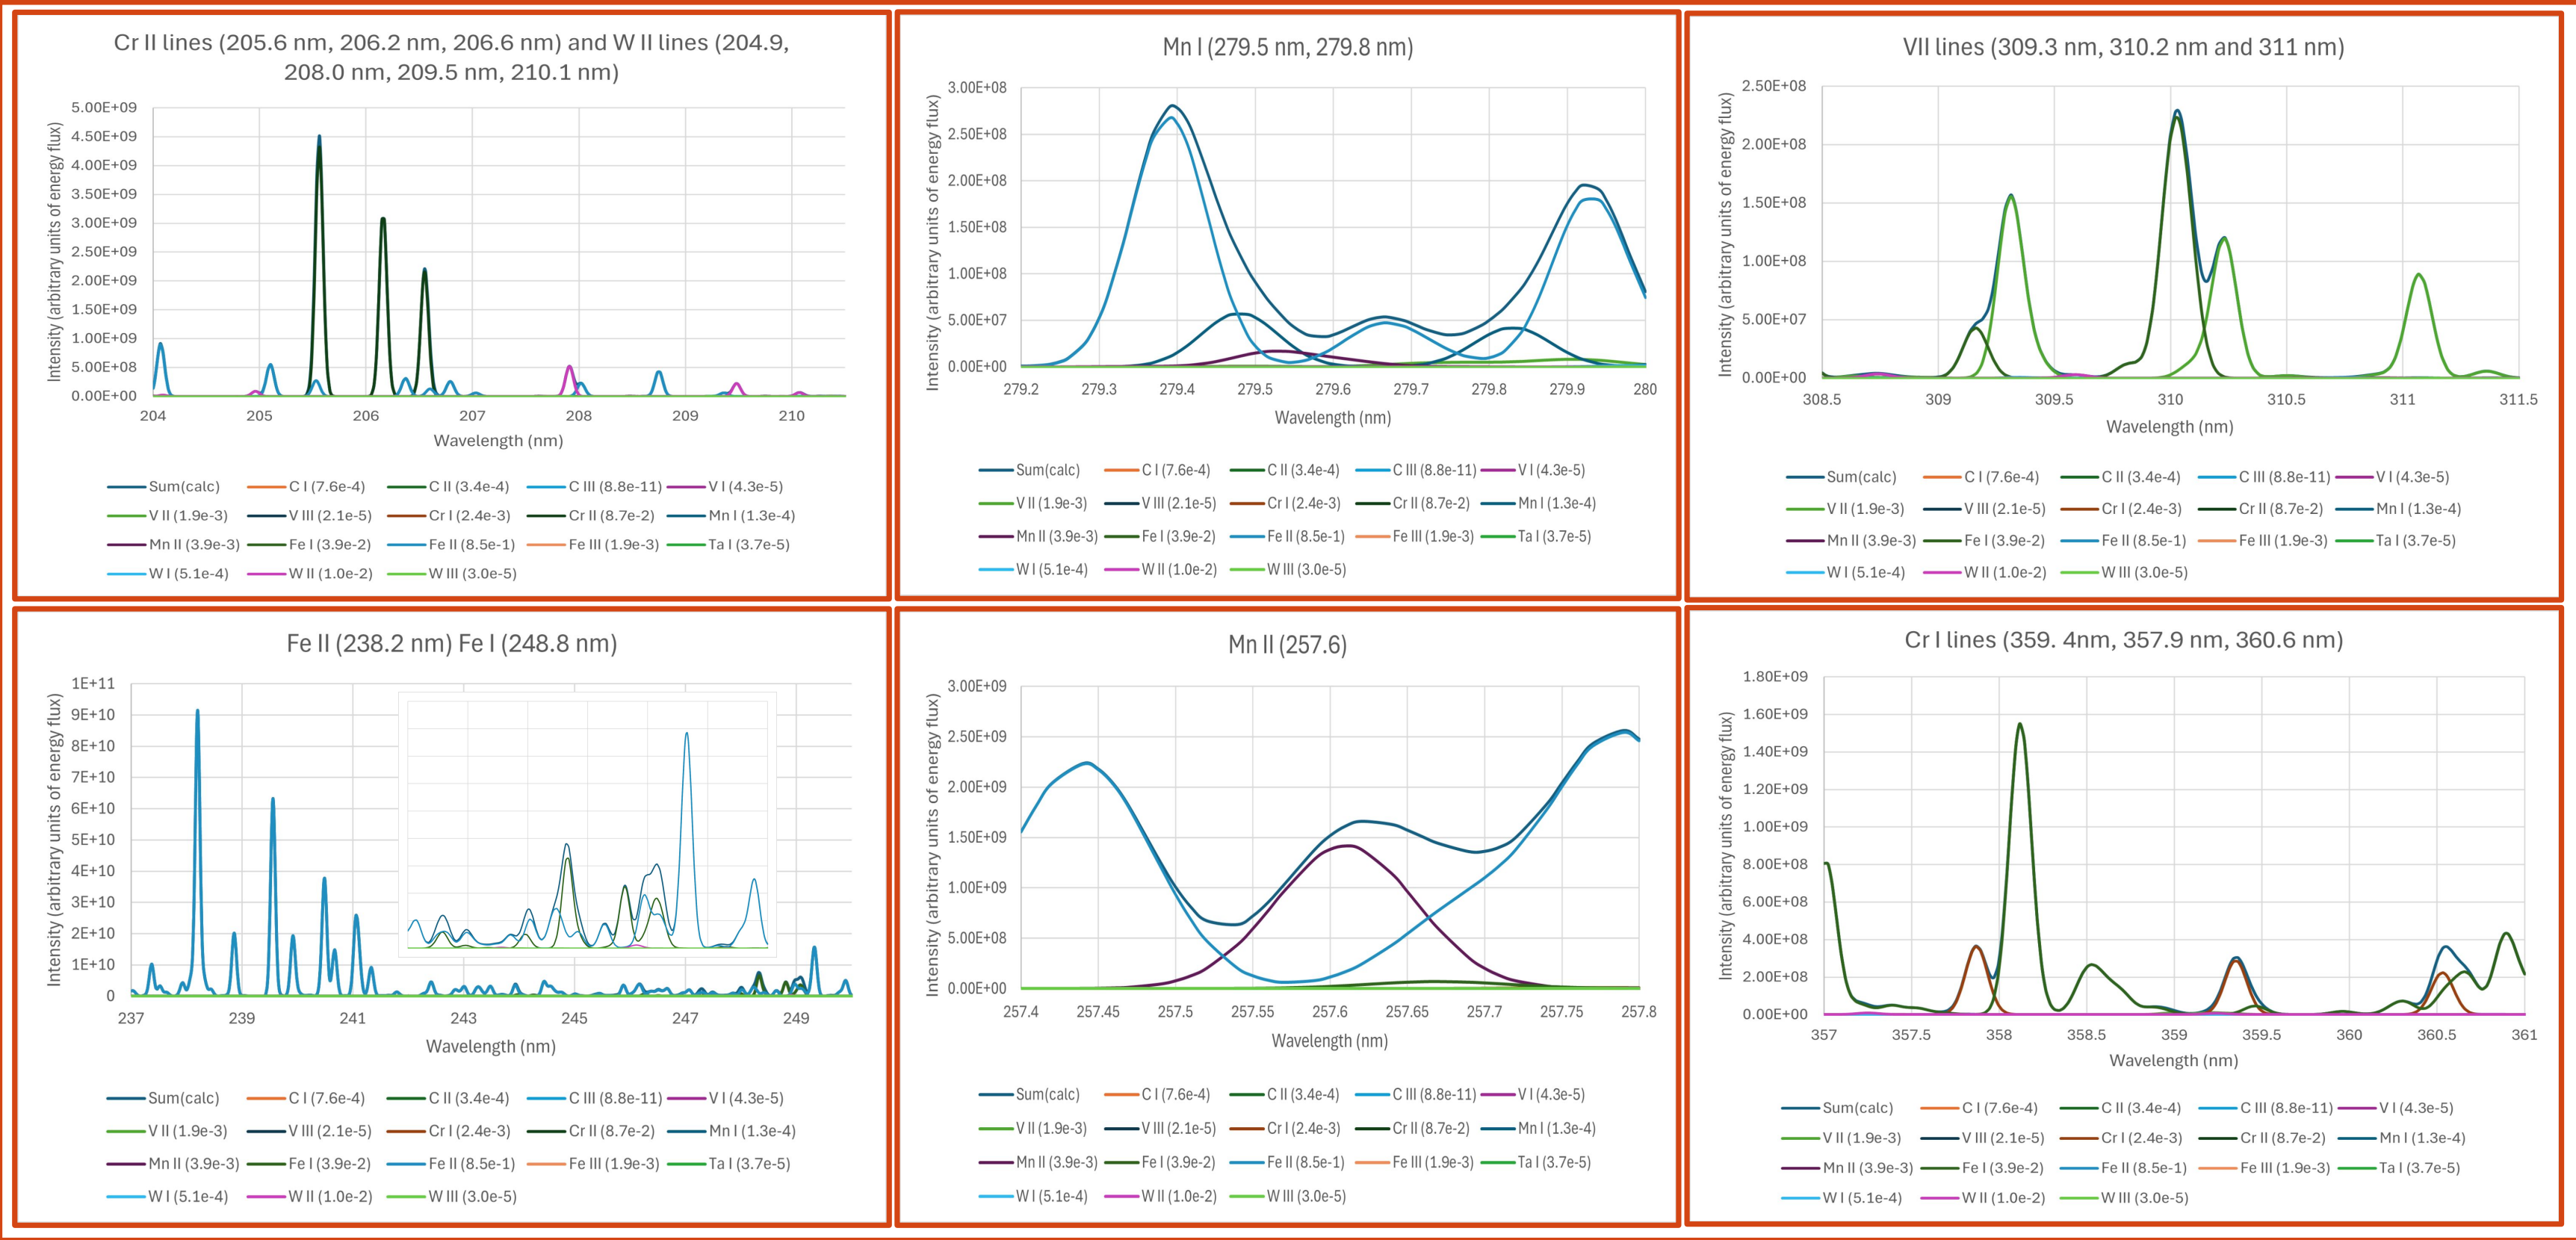 Cr II lines (205.6 nm, 206.2 nm, 206.6 nm) and W II lines (204.9,
208.0 nm, 209.5 nm, 210.1 nm)
Intensity (arbitrary units of energy flux)
5.00E+09
4.50E+09
4.00E+09
3.50E+09
3.00E+09
2.50E+09
2.00E+09
1.50E+09
1.00E+09
5.00E+08
0.00E+00
204 205 206 207 208 209 210
Wavelength (nm)
Sum(calc) C I (7.6e-4) C II (3.4e-4) C III (8.8e-11) V I (4.3e-5)
V II (1.9e-3) V III (2.1e-5) Cr I (2.4e-3) Cr II (8.7e-2) Mn I (1.3e-4)
Mn II (3.9e-3) Fe I (3.9e-2) Fe II (8.5e-1) Fe III (1.9e-3) Ta I (3.7e-5)
W I (5.1e-4) W II (1.0e-2) W III (3.0e-5)
Mn I (279.5 nm, 279.8 nm)
Intensity (arbitrary units of energy flux)
3.00E+08
2.50E+08
2.00E+08
1.50E+08
1.00E+08
5.00E+07
0.00E+00
279.2 279.3 279.4 279.5 279.6 279.7 279.8 279.9 280
Wavelength (nm)
Sum(calc) C I (7.6e-4) C II (3.4e-4) C III (8.8e-11) V I (4.3e-5)
V II (1.9e-3) V III (2.1e-5) Cr I (2.4e-3) Cr II (8.7e-2) Mn I (1.3e-4)
Mn II (3.9e-3) Fe I (3.9e-2) Fe II (8.5e-1) Fe III (1.9e-3) Ta I (3.7e-5)
W I (5.1e-4) W II (1.0e-2) W III (3.0e-5)
VII lines (309.3 nm, 310.2 nm and 311 nm)
Intensity (arbitrary units of energy flux)
2.50E+08
2.00E+08
1.50E+08
1.00E+08
5.00E+07
0.00E+00
308.5 309 309.5 310 310.5 311 311.5
Wavelength (nm)
Sum(calc) C I (7.6e-4) C II (3.4e-4) C III (8.8e-11) V I (4.3e-5)
V II (1.9e-3) V III (2.1e-5) Cr I (2.4e-3) Cr II (8.7e-2) Mn I (1.3e-4)
Mn II (3.9e-3) Fe I (3.9e-2) Fe II (8.5e-1) Fe III (1.9e-3) Ta I (3.7e-5)
W I (5.1e-4) W II (1.0e-2) W III (3.0e-5)
Fe II (238.2 nm) Fe I (248.8 nm)
Intensity (arbitrary units of energy flux)
1E+11
9E+10
8E+10
7E+10
6E+10
5E+10
4E+10
3E+10
2E+10
1E+10
0
237 239 241 243 245 247 249
Wavelength (nm)
Sum(calc) C I (7.6e-4) C II (3.4e-4) C III (8.8e-11) V I (4.3e-5)
V II (1.9e-3) V III (2.1e-5) Cr I (2.4e-3) Cr II (8.7e-2) Mn I (1.3e-4)
Mn II (3.9e-3) Fe I (3.9e-2) Fe II (8.5e-1) Fe III (1.9e-3) Ta I (3.7e-5)
W I (5.1e-4) W II (1.0e-2) W III (3.0e-5)
Mn II (257.6)
Intensity (arbitrary units of energy flux)
3.00E+09
2.50E+09
2.00E+09
1.50E+09
1.00E+09
5.00E+08
0.00E+00
257.4 257.45 257.5 257.55 257.6 257.65 257.7 257.75 257.8
Wavelength (nm)
Sum(calc) C I (7.6e-4) C II (3.4e-4) C III (8.8e-11) V I (4.3e-5)
V II (1.9e-3) V III (2.1e-5) Cr I (2.4e-3) Cr II (8.7e-2) Mn I (1.3e-4)
Mn II (3.9e-3) Fe I (3.9e-2) Fe II (8.5e-1) Fe III (1.9e-3) Ta I (3.7e-5)
W I (5.1e-4) W II (1.0e-2) W III (3.0e-5)
Cr I lines (359. 4nm, 357.9 nm, 360.6 nm)
Intensity (arbitrary units of energy flux)
1.80E+09
1.60E+09
1.40E+09
1.20E+09
1.00E+09
8.00E+08
6.00E+08
4.00E+08
2.00E+08
0.00E+00
357 357.5 358 358.5 359 359.5 360 360.5 361
Wavelength (nm)
Sum(calc) C I (7.6e-4) C II (3.4e-4) C III (8.8e-11) V I (4.3e-5)
V II (1.9e-3) V III (2.1e-5) Cr I (2.4e-3) Cr II (8.7e-2) Mn I (1.3e-4)
Mn II (3.9e-3) Fe I (3.9e-2) Fe II (8.5e-1) Fe III (1.9e-3) Ta I (3.7e-5)
W I (5.1e-4) W II (1.0e-2) W III (3.0e-5)